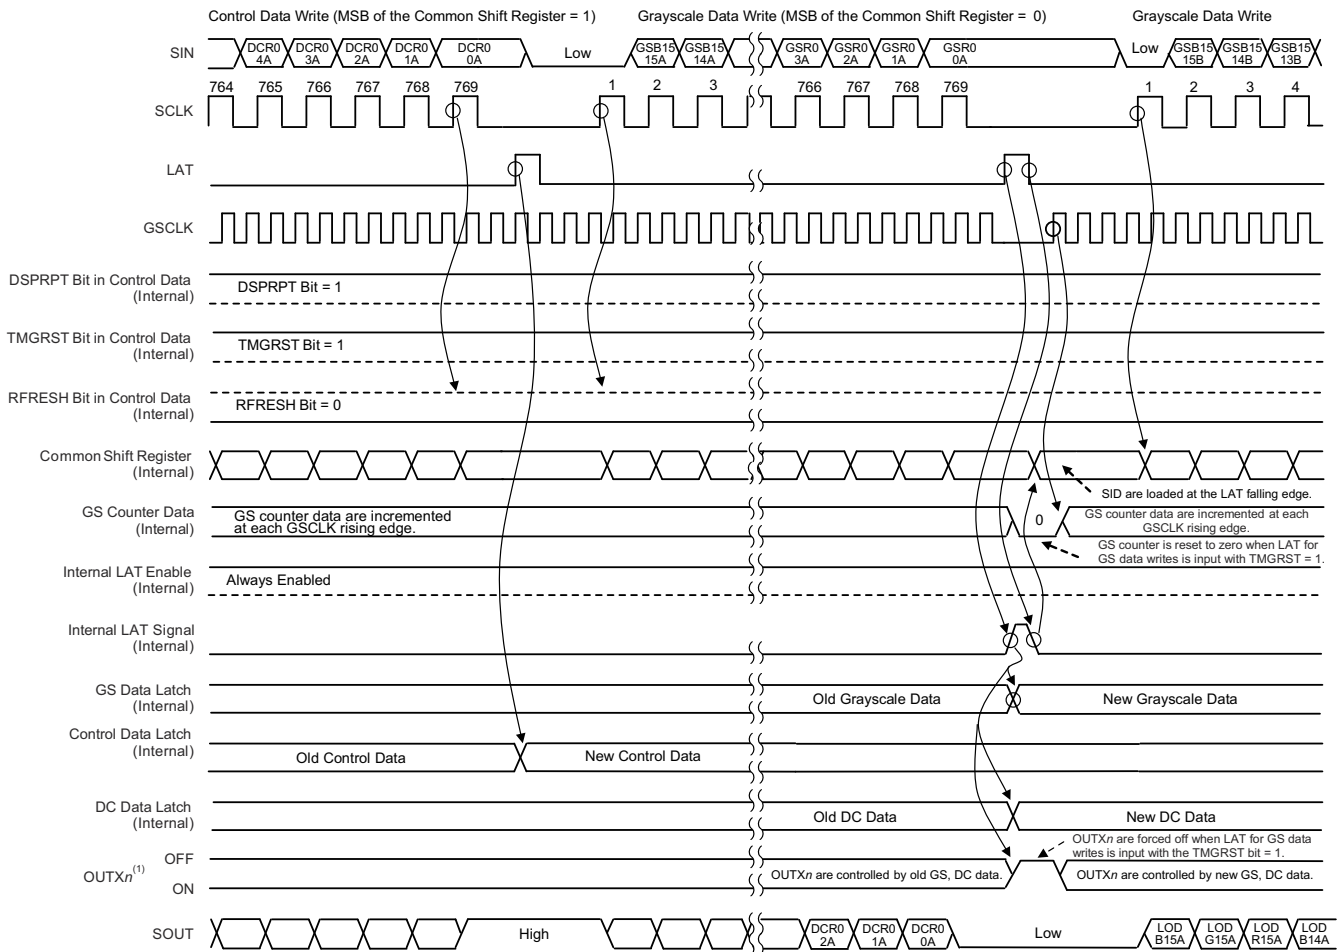 Control Data Write (MSB of the Common Shift Register = 1)
Grayscale Data Write (MSB of the Common Shift Register = 0)
Grayscale Data Write
SIN
DCR0 4A
DCR0 3A
DCR0 2A
DCR0 1A
DCR0 0A
Low
GSB15 15A
GSB15 14A
GSR0 3A
GSR0 2A
GSR0 1A
GSR0 0A
Low
GSB15 15B
GSB15 14B
GSB15 13B
SCLK
764
765
766
767
768
769
1
2
3
766
767
768
769
1
2
3
4
LAT
GSCLK
DSPRPT Bit in Control Data
(Internal)
DSPRPT Bit = 1
TMGRST Bit in Control Data
(Internal)
TMGRST Bit = 1
RFRESH Bit in Control Data
(Internal)
RFRESH Bit = 0
Common Shift Register
(Internal)
SID are loaded at the LAT falling edge.
GS Counter Data
(Internal)
GS counter data are incremented
at each GSCLK rising edge.
0
GS counter data are incremented at each
GSCLK rising edge.
GS counter is reset to zero when LAT for
GS data writes is input with TMGRST = 1.
Internal LAT Enable
(Internal)
Always Enabled
Internal LAT Signal
(Internal)
GS Data Latch
(Internal)
Old Grayscale Data
New Grayscale Data
Control Data Latch
(Internal)
Old Control Data
New Control Data
DC Data Latch
(Internal)
Old DC Data
New DC Data
OUTXn are forced off when LAT for GS data
writes is input with the TMGRST bit = 1.
OUTXn(1)
OFF
ON
OUTXn are controlled by old GS, DC data.
OUTXn are controlled by new GS, DC data.
SOUT
High
DCR0 2A
DCR0 1A
DCR0 0A
Low
LOD B15A
LOD G15A
LOD R15A
LOD B14A